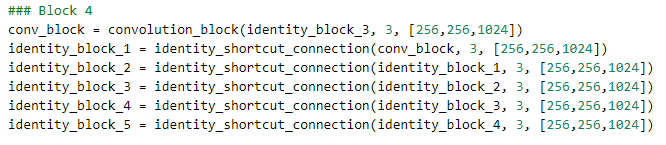 ### Block 4
conv_block = convolution_block(identity_block_3, 3, [256,256,1024])
identity_block_1 = identity_shortcut_connection(conv_block, 3, [256,256,1024])
identity_block_2 = identity_shortcut_connection(identity_block_1, 3, [256,256,1024])
identity_block_3 = identity_shortcut_connection(identity_block_2, 3, [256,256,1024])
identity_block_4 = identity_shortcut_connection(identity_block_3, 3, [256,256,1024])
identity_block_5 = identity_shortcut_connection(identity_block_4, 3, [256,256,1024])